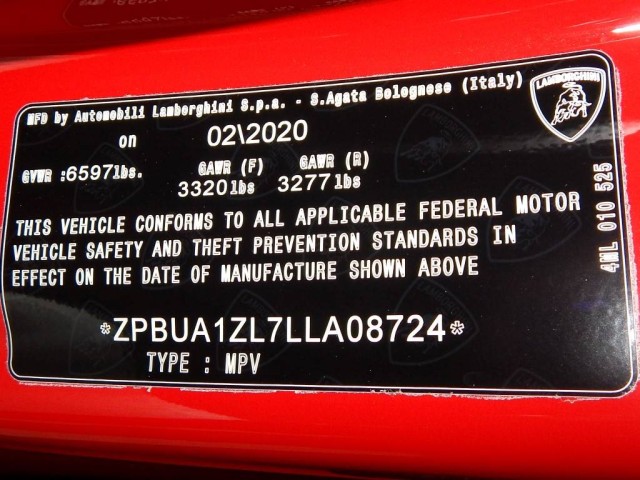 MFD by Automobili Lamborghini S.p.a. - S.Agata Bolognese (Italy)
on 02\2020
GVWR :6597lbs. GAWR (F) GAWR (R)
3320lbs 3277lbs
THIS VEHICLE CONFORMS TO ALL APPLICABLE FEDERAL MOTOR
VEHICLE SAFETY AND THEFT PREVENTION STANDARDS IN
EFFECT ON THE DATE OF MANUFACTURE SHOWN ABOVE
*ZPBUA1ZL7LLA08724*
TYPE : MPV
LAMBORGHINI
4ML 010 525